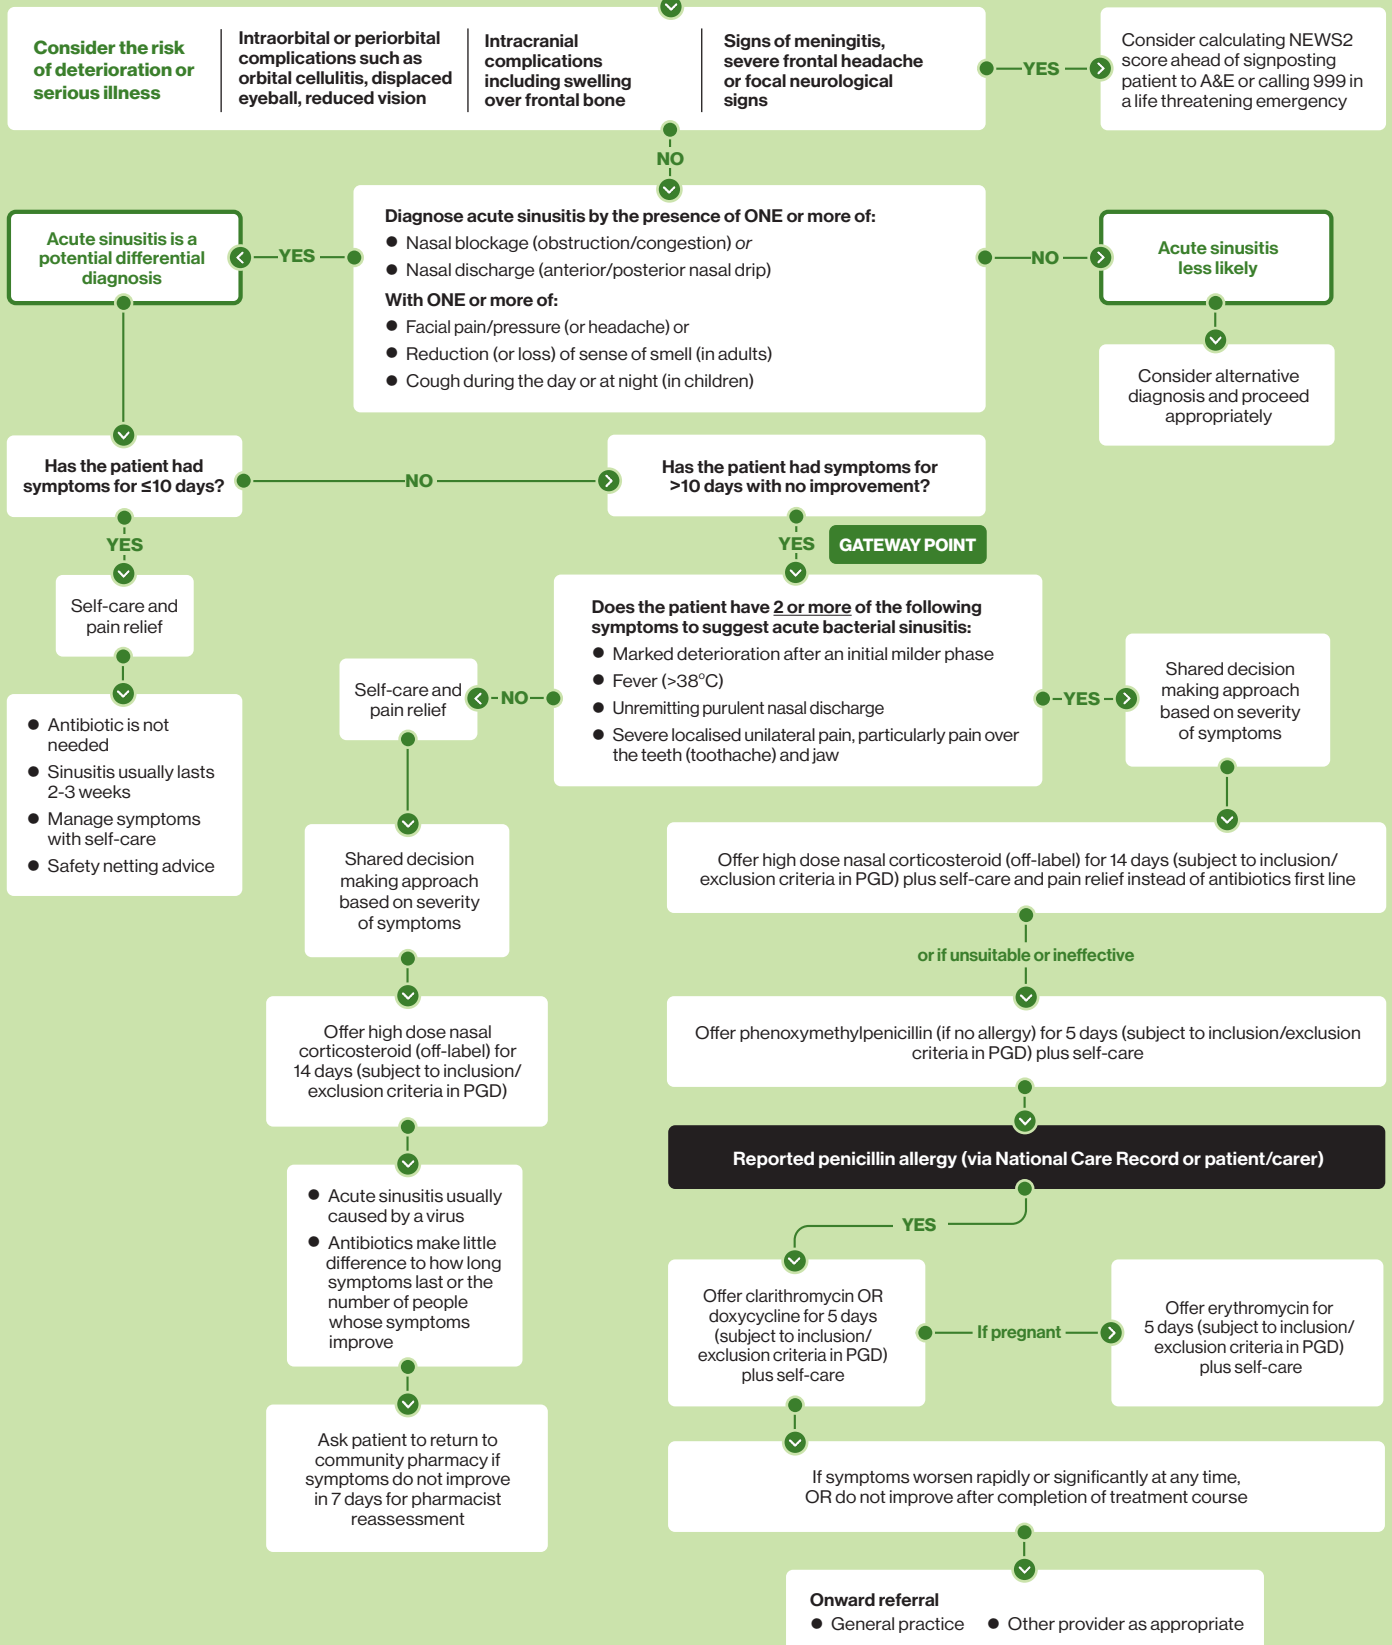 Consider the risk
of deterioration or
serious illness
Intraorbital or periorbital
complications such as
orbital cellulitis, displaced
eyeball, reduced vision
Intracranial
complications
including swelling
over frontal bone
Signs of meningitis,
severe frontal headache
or focal neurological
signs
YES
Consider calculating NEWS2
score ahead of signposting
patient to A&E or calling 999 in
a life threatening emergency
NO
Acute sinusitis is a
potential differential
diagnosis
YES
Diagnose acute sinusitis by the presence of ONE or more of:
● Nasal blockage (obstruction/congestion) or
● Nasal discharge (anterior/posterior nasal drip)
With ONE or more of:
● Facial pain/pressure (or headache) or
● Reduction (or loss) of sense of smell (in adults)
● Cough during the day or at night (in children)
NO
Acute sinusitis
less likely
Consider alternative
diagnosis and proceed
appropriately
Has the patient had
symptoms for ≤10 days?
NO
Has the patient had symptoms for
>10 days with no improvement?
YES
Self-care and
pain relief
● Antibiotic is not
needed
● Sinusitis usually lasts
2-3 weeks
● Manage symptoms
with self-care
● Safety netting advice
YES
GATEWAY POINT
Does the patient have 2 or more of the following
symptoms to suggest acute bacterial sinusitis:
● Marked deterioration after an initial milder phase
● Fever (>38°C)
● Unremitting purulent nasal discharge
● Severe localised unilateral pain, particularly pain over
the teeth (toothache) and jaw
NO
Self-care and
pain relief
Shared decision
making approach
based on severity
of symptoms
Offer high dose nasal
corticosteroid (off-label) for
14 days (subject to inclusion/
exclusion criteria in PGD)
● Acute sinusitis usually
caused by a virus
● Antibiotics make little
difference to how long
symptoms last or the
number of people
whose symptoms
improve
Ask patient to return to
community pharmacy if
symptoms do not improve
in 7 days for pharmacist
reassessment
YES
Shared decision
making approach
based on severity
of symptoms
Offer high dose nasal corticosteroid (off-label) for 14 days (subject to inclusion/
exclusion criteria in PGD) plus self-care and pain relief instead of antibiotics first line
or if unsuitable or ineffective
Offer phenoxymethylpenicillin (if no allergy) for 5 days (subject to inclusion/exclusion
criteria in PGD) plus self-care
Reported penicillin allergy (via National Care Record or patient/carer)
YES
Offer clarithromycin OR
doxycycline for 5 days
(subject to inclusion/
exclusion criteria in PGD)
plus self-care
If pregnant
Offer erythromycin for
5 days (subject to inclusion/
exclusion criteria in PGD)
plus self-care
If symptoms worsen rapidly or significantly at any time,
OR do not improve after completion of treatment course
Onward referral
● General practice ● Other provider as appropriate